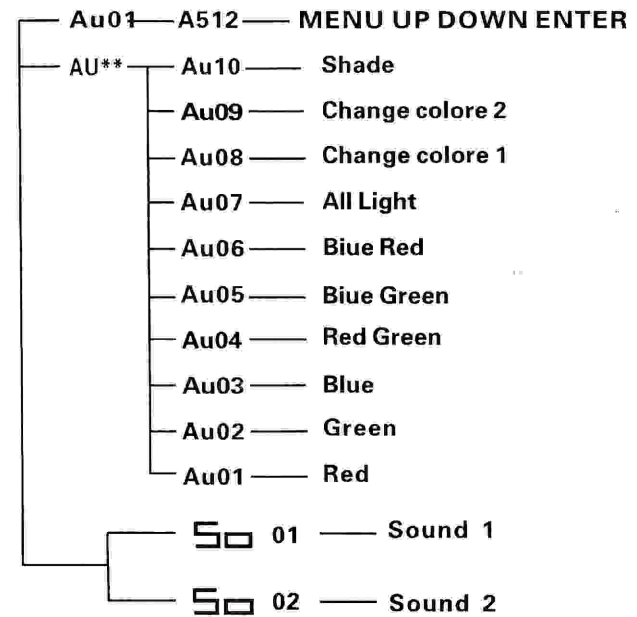 Au01 A512 MENU UP DOWN ENTER
AU** Au10 Shade
Au09 Change colore 2
Au08 Change colore 1
Au07 All Light
Au06 Biue Red
Au05 Biue Green
Au04 Red Green
Au03 Blue
Au02 Green
Au01 Red
So 01 Sound 1
So 02 Sound 2